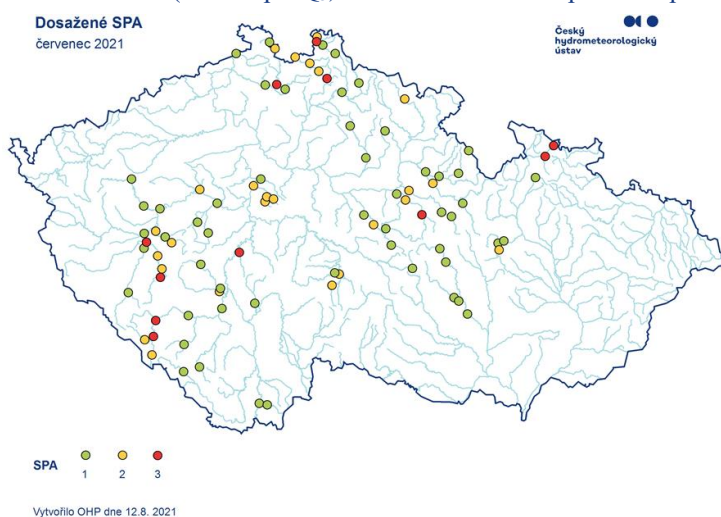 Dosažené SPA
červenec 2021
Český
hydrometeorologický
ústav
SPA
1 2 3
Vytvořilo OHP dne 12.8. 2021